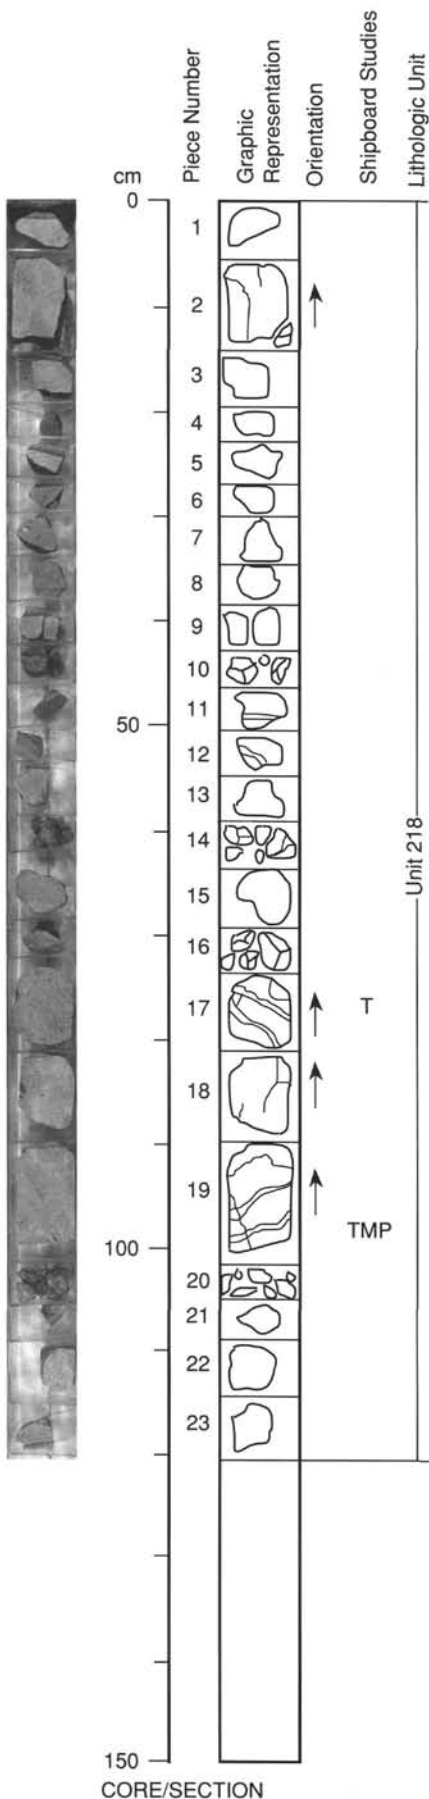 Piece Number
Graphic
Representation
Orientation
Shipboard Studies
Lithologic Unit
cm
0
1
2
3
4
5
6
7
8
9
10
11
50
12
13
14
Unit 218
15
16
17 T
18
19
TMP
100
20
21
22
23
150
CORE/SECTION